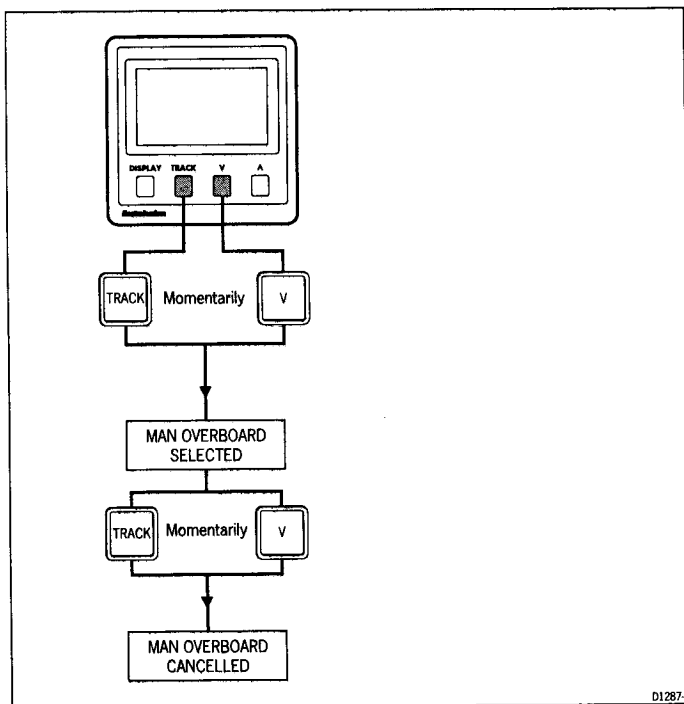 DISPLAY TRACK V Λ
TRACK Momentarily V
MAN OVERBOARD
SELECTED
TRACK Momentarily V
MAN OVERBOARD
CANCELLED
D1287-